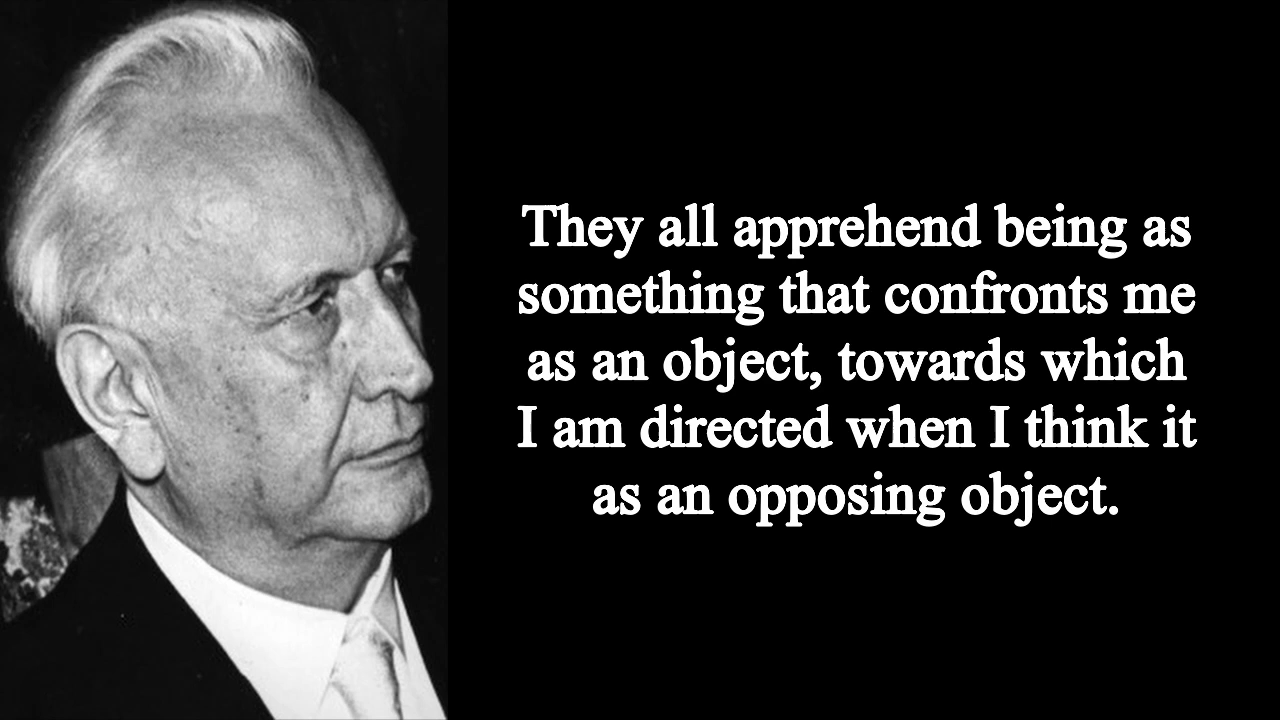 They all apprehend being as
something that confronts me
as an object, towards which
I am directed when I think it
as an opposing object.